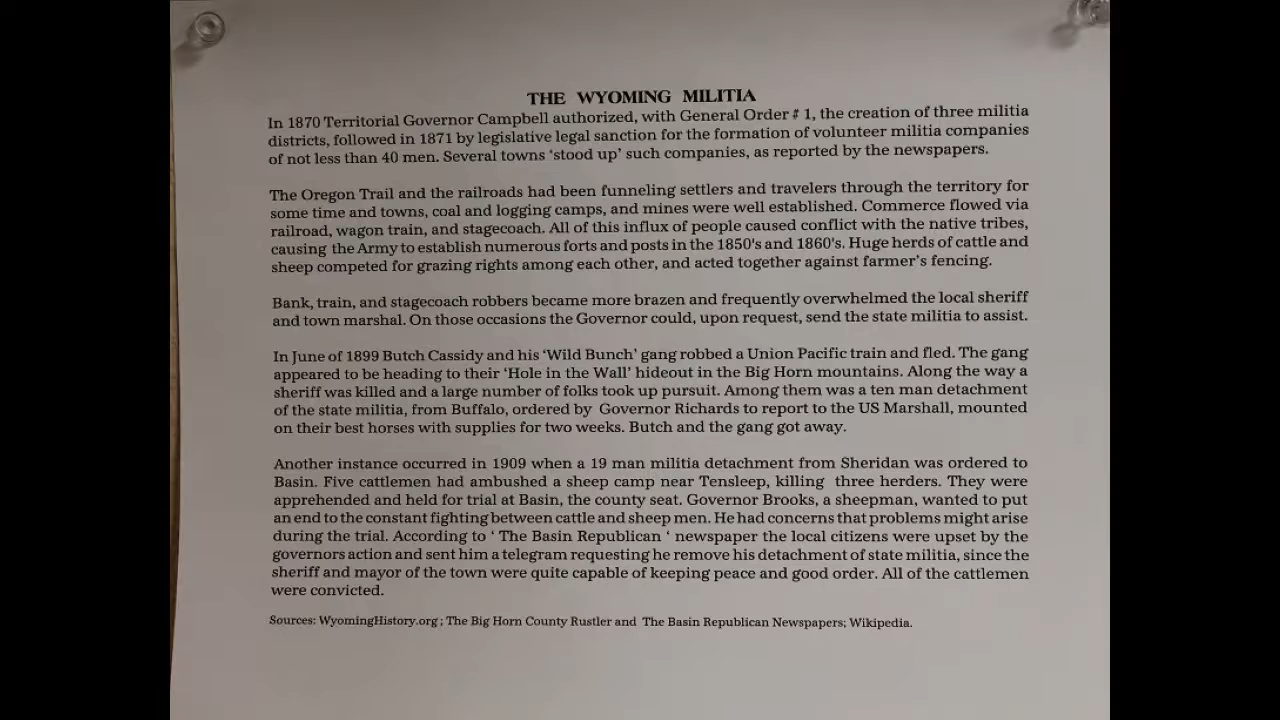 THE WYOMING MILITIA
In 1870 Territorial Governor Campbell authorized, with General Order # 1, the creation of three militia
districts, followed in 1871 by legislative legal sanction for the formation of volunteer militia companies
of not less than 40 men. Several towns ‘stood up’ such companies, as reported by the newspapers.
The Oregon Trail and the railroads had been funneling settlers and travelers through the territory for
some time and towns, coal and logging camps, and mines were well established. Commerce flowed via
railroad, wagon train, and stagecoach. All of this influx of people caused conflict with the native tribes,
causing the Army to establish numerous forts and posts in the 1850's and 1860's. Huge herds of cattle and
sheep competed for grazing rights among each other, and acted together against farmer's fencing.
Bank, train, and stagecoach robbers became more brazen and frequently overwhelmed the local sheriff
and town marshal. On those occasions the Governor could, upon request, send the state militia to assist.
In June of 1899 Butch Cassidy and his ‘Wild Bunch’ gang robbed a Union Pacific train and fled. The gang
appeared to be heading to their ‘Hole in the Wall’ hideout in the Big Horn mountains. Along the way a
sheriff was killed and a large number of folks took up pursuit. Among them was a ten man detachment
of the state militia, from Buffalo, ordered by Governor Richards to report to the US Marshall, mounted
on their best horses with supplies for two weeks. Butch and the gang got away.
Another instance occurred in 1909 when a 19 man militia detachment from Sheridan was ordered to
Basin. Five cattlemen had ambushed a sheep camp near Tensleep, killing three herders. They were
apprehended and held for trial at Basin, the county seat. Governor Brooks, a sheepman, wanted to put
an end to the constant fighting between cattle and sheep men. He had concerns that problems might arise
during the trial. According to ‘ The Basin Republican ‘ newspaper the local citizens were upset by the
governors action and sent him a telegram requesting he remove his detachment of state militia, since the
sheriff and mayor of the town were quite capable of keeping peace and good order. All of the cattlemen
were convicted.
Sources: WyomingHistory.org ; The Big Horn County Rustler and The Basin Republican Newspapers; Wikipedia.